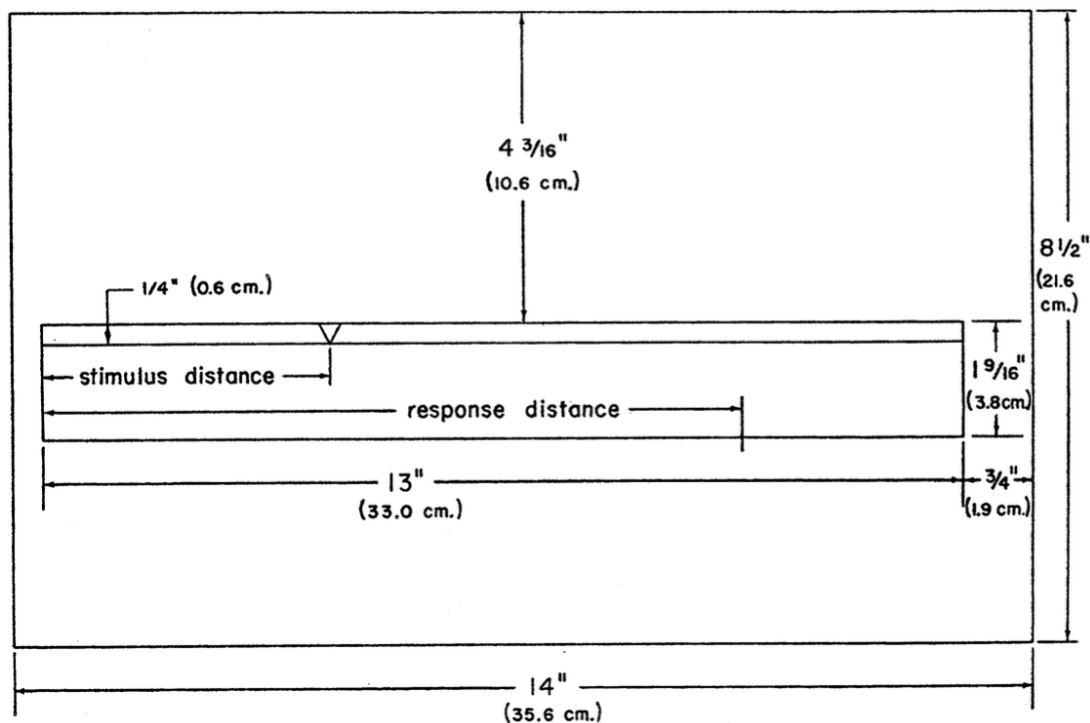 4 3/16"
(10.6 cm.)
8 1/2"
(21.6
cm.)
1/4" (0.6 cm.)
stimulus distance
1 9/16"
(3.8cm.)
response distance
13"
(33.0 cm.)
3/4"
(1.9 cm.)
14"
(35.6 cm.)